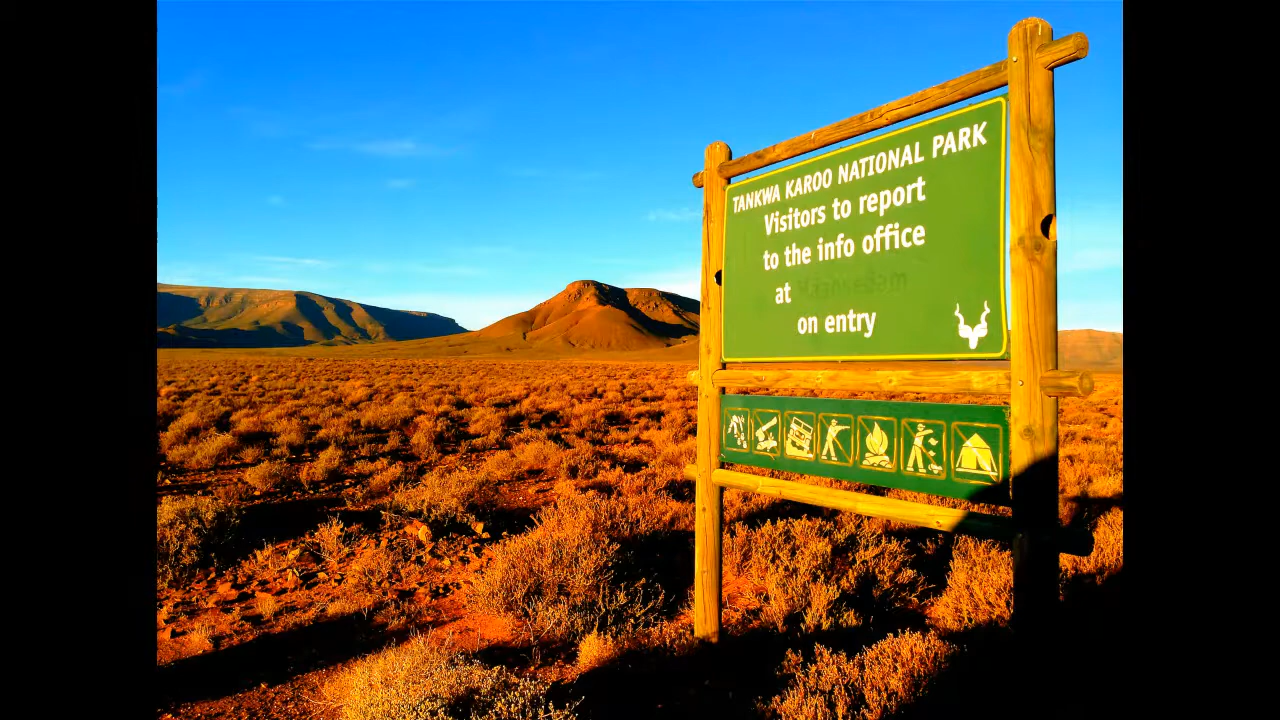 TANKWA KAROO NATIONAL PARK
Visitors to report
to the info office
at
on entry